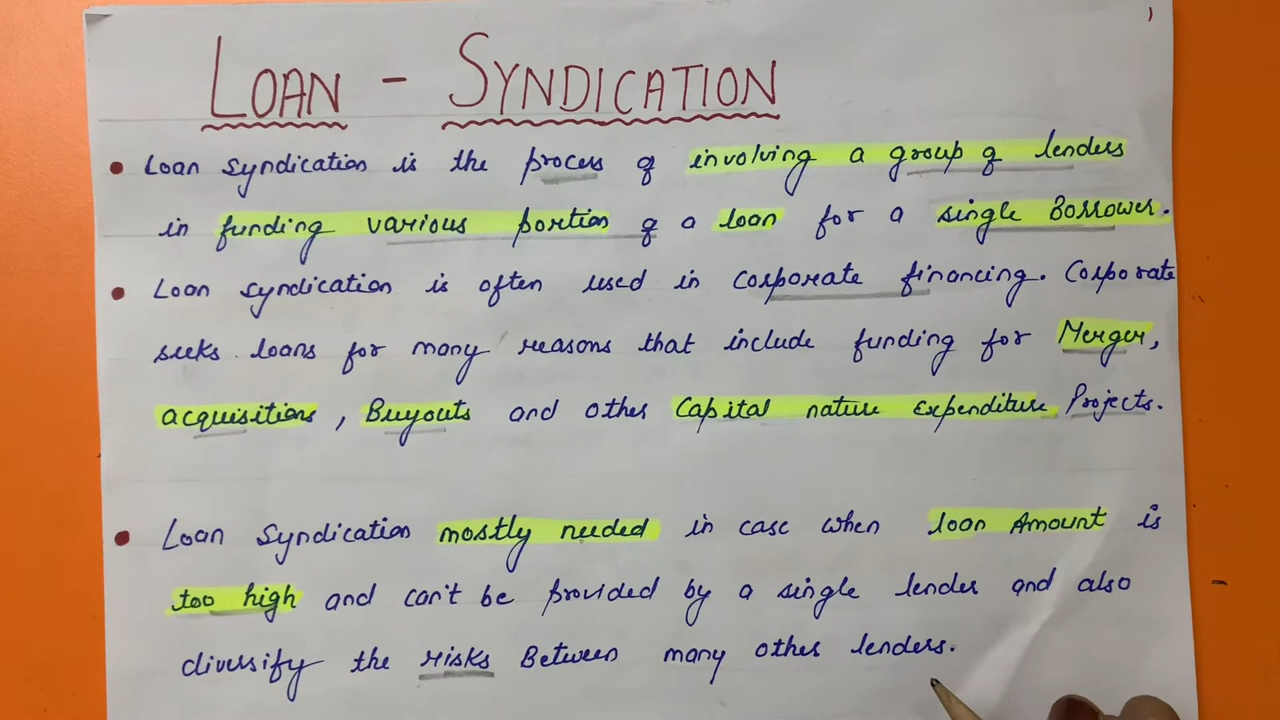 LOAN - SYNDICATION
• Loan Syndication is the process of involving a group of lenders
in funding various portion of a loan for a single Borrower.
• Loan syndication is often used in corporate financing. Corporate
seeks loans for many reasons that include funding for Merger,
acquisitions, Buyouts and other Capital nature Expenditure Projects.
• Loan Syndication mostly needed in case when loan Amount is
too high and can't be provided by a single lender and also
diversify the risks Between many other lenders.